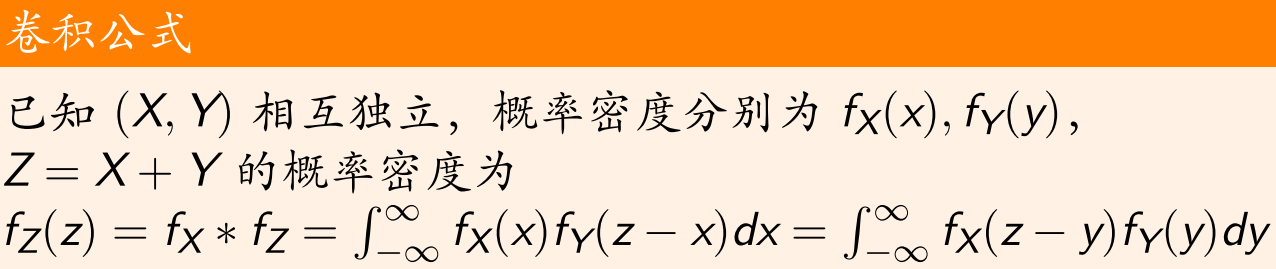 卷积公式
已知 (X, Y) 相互独立，概率密度分别为 f_X(x), f_Y(y)，
Z = X + Y 的概率密度为
f_Z(z) = f_X * f_Z = ∫_{-∞}^{∞} f_X(x)f_Y(z − x)dx = ∫_{-∞}^{∞} f_X(z − y)f_Y(y)dy